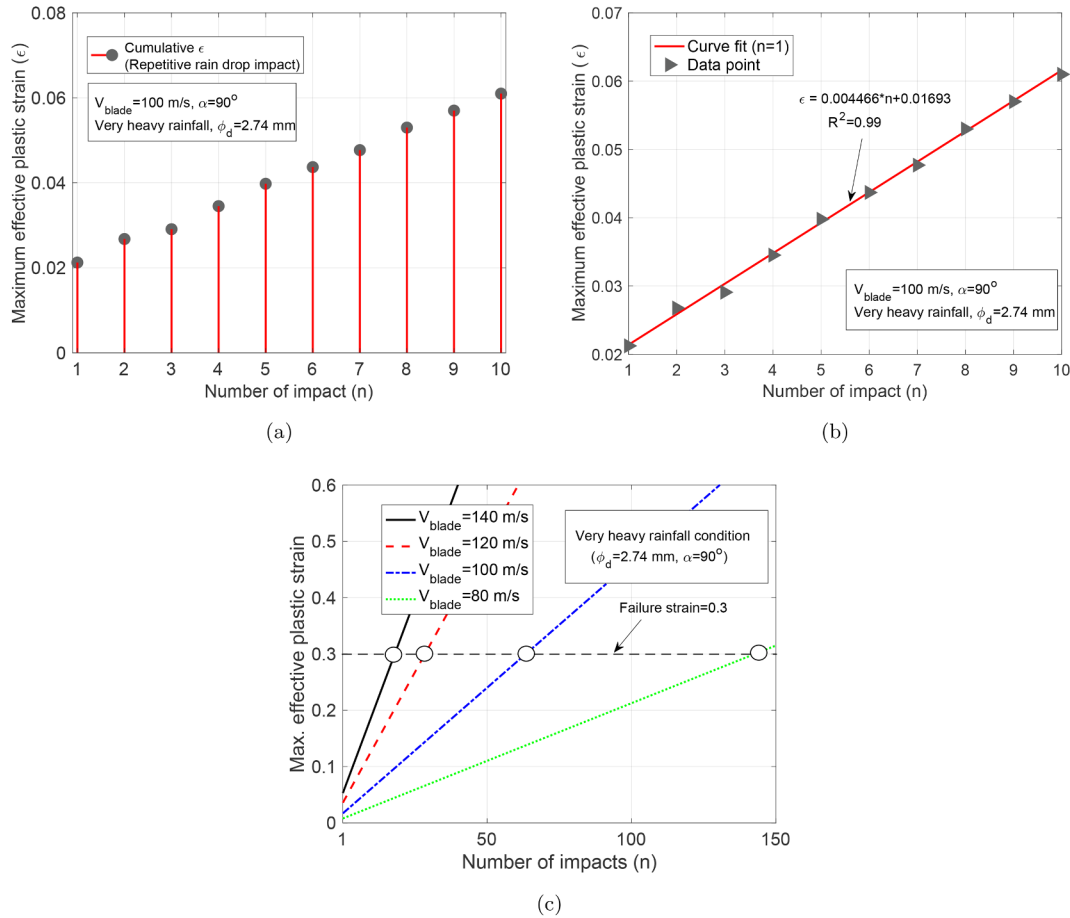 0.08
0.06
0.04
0.02
0
Maximum effective plastic strain (ϵ)
Cumulative ϵ
(Repetitive rain drop impact)
V_blade=100 m/s, α=90°
Very heavy rainfall, ϕ_d=2.74 mm
1 2 3 4 5 6 7 8 9 10
Number of impact (n)
(a)
0.07
0.06
0.05
0.04
0.03
0.02
Maximum effective plastic strain (ϵ)
Curve fit (n=1)
Data point
ϵ = 0.004466*n+0.01693
R²=0.99
V_blade=100 m/s, α=90°
Very heavy rainfall, ϕ_d=2.74 mm
1 2 3 4 5 6 7 8 9 10
Number of impact (n)
(b)
0.6
0.5
0.4
0.3
0.2
0.1
0
Max. effective plastic strain
V_blade=140 m/s
V_blade=120 m/s
V_blade=100 m/s
V_blade=80 m/s
Very heavy rainfall condition
(ϕ_d=2.74 mm, α=90°)
Failure strain=0.3
1 50 100 150
Number of impacts (n)
(c)